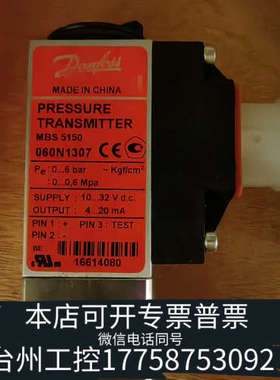 Danfoss
MADE IN CHINA
PRESSURE
TRANSMITTER
MBS 5150
060N1307 CE
Pe: 0...6 bar ~Kgf/cm²
: 0...0,6 Mpa
SUPPLY : 10...32 V d.c.
OUTPUT : 4...20 mA
PIN 1 : + PIN 3 : TEST
PIN 2 : -
16614080
本店可开专票普票
微信电话同号
台州工控17758753092